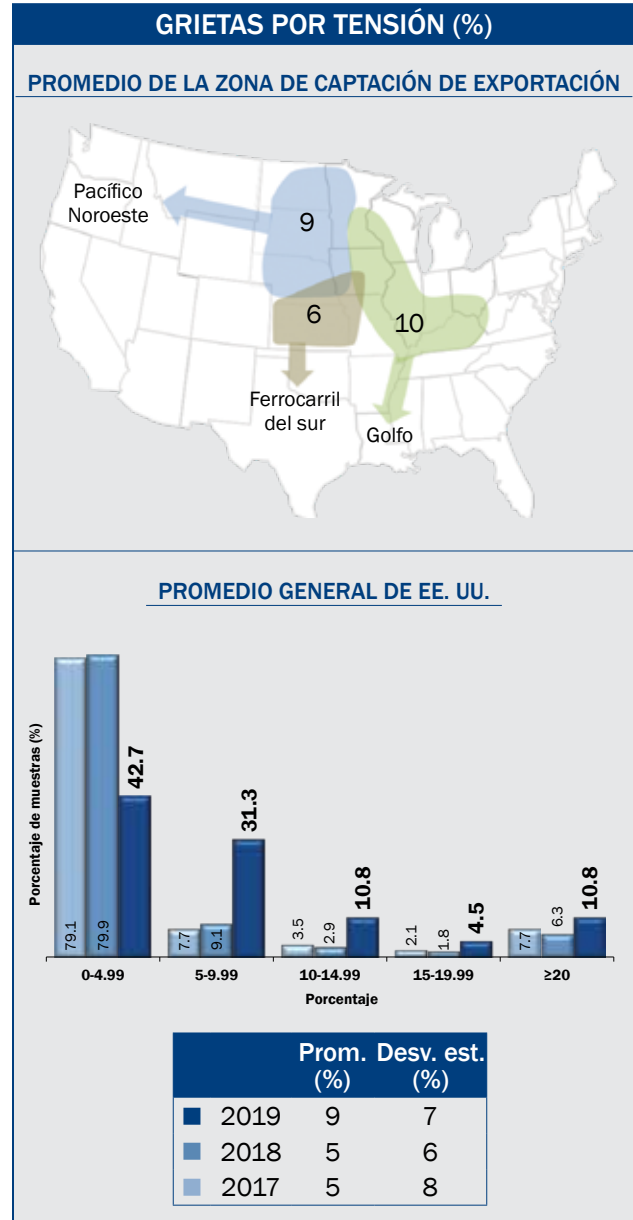 GRIETAS POR TENSIÓN (%)
PROMEDIO DE LA ZONA DE CAPTACIÓN DE EXPORTACIÓN
Pacífico
Noroeste
9
6
10
Ferrocarril
del sur
Golfo
PROMEDIO GENERAL DE EE. UU.
Porcentaje de muestras (%)
79.1
79.9
42.7
7.7
9.1
31.3
3.5
2.9
10.8
2.1
1.8
4.5
7.7
6.3
10.8
0-4.99 5-9.99 10-14.99 15-19.99 ≥20
Porcentaje
Prom. Desv. est.
(%) (%)
2019 9 7
2018 5 6
2017 5 8